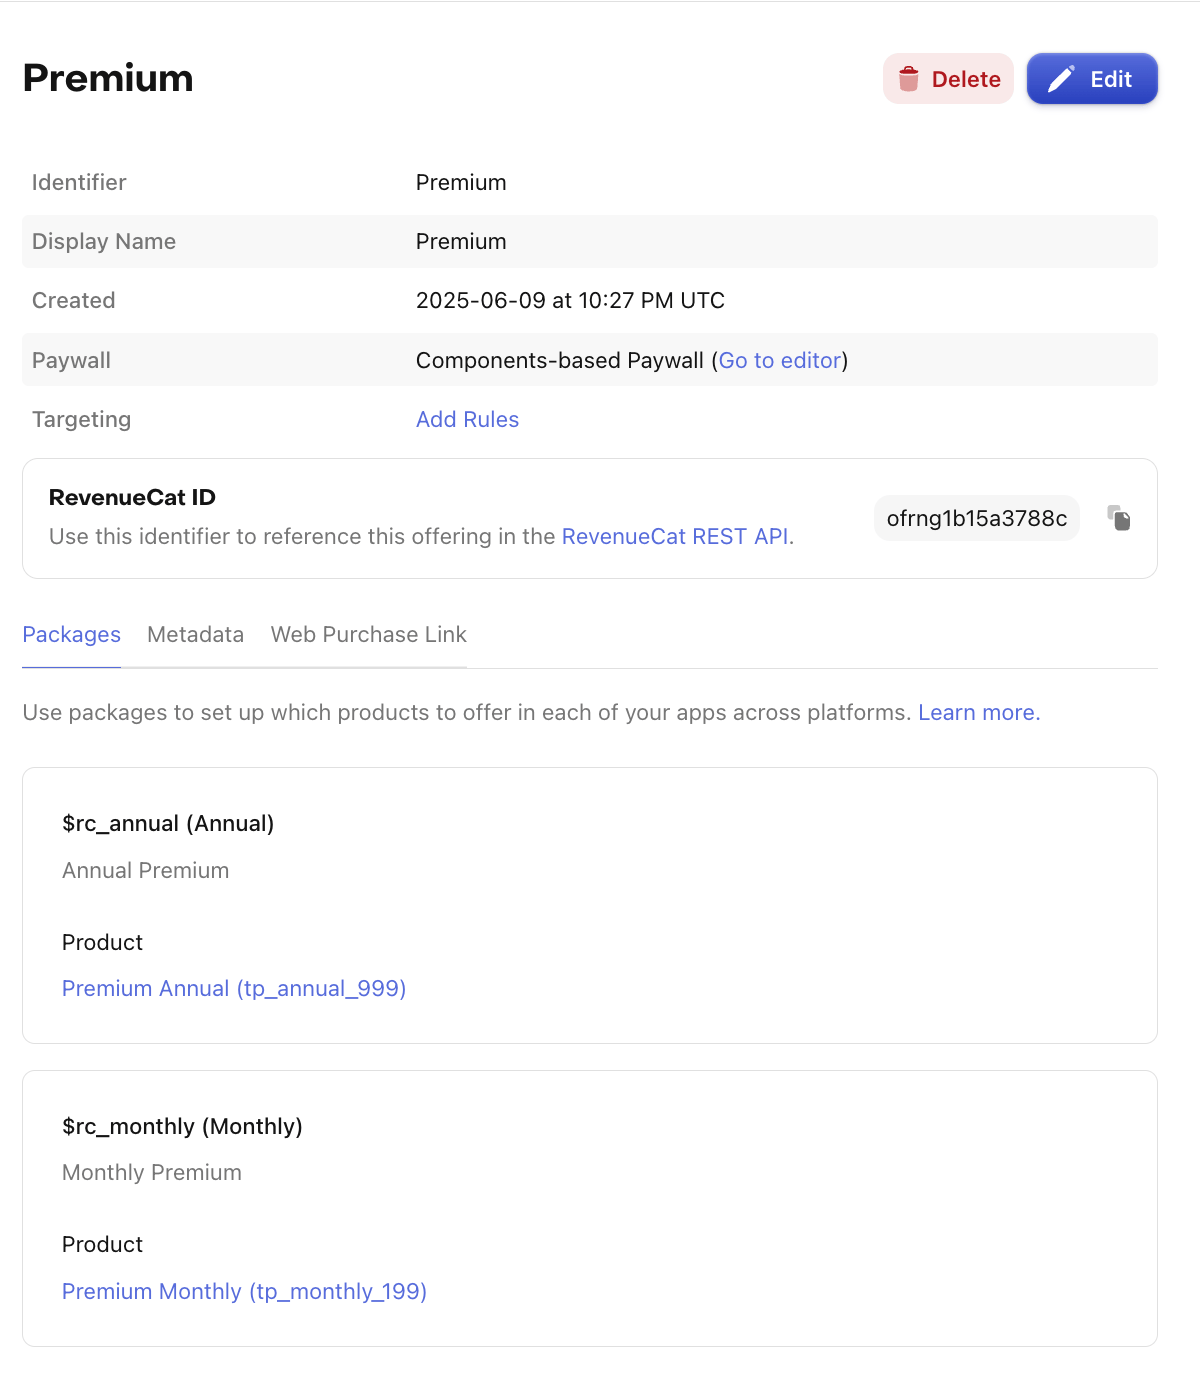 Premium
Delete
Edit
Identifier Premium
Display Name Premium
Created 2025-06-09 at 10:27 PM UTC
Paywall Components-based Paywall (Go to editor)
Targeting Add Rules
RevenueCat ID
Use this identifier to reference this offering in the RevenueCat REST API.
ofrng1b15a3788c
Packages Metadata Web Purchase Link
Use packages to set up which products to offer in each of your apps across platforms. Learn more.
$rc_annual (Annual)
Annual Premium
Product
Premium Annual (tp_annual_999)
$rc_monthly (Monthly)
Monthly Premium
Product
Premium Monthly (tp_monthly_199)